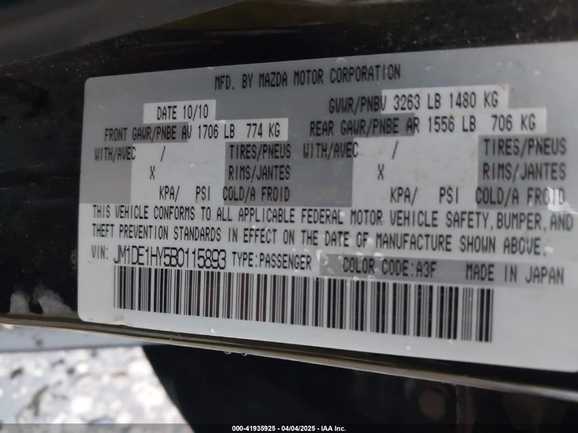 MFD. BY MAZDA MOTOR CORPORATION
DATE 10/10 GVWR/PNBV 3263 LB 1480 KG
FRONT GAWR/PNBE AV 1706 LB 774 KG REAR GAWR/PNBE AR 1556 LB 706 KG
WITH/AVEC / TIRES/PNEUS WITH/AVEC / TIRES/PNEUS
X RIMS/JANTES X RIMS/JANTES
KPA/ PSI COLD/A FROID KPA/ PSI COLD/A FROID
THIS VEHICLE CONFORMS TO ALL APPLICABLE FEDERAL MOTOR VEHICLE SAFETY, BUMPER, AND
THEFT PREVENTION STANDARDS IN EFFECT ON THE DATE OF MANUFACTURE SHOWN ABOVE.
VIN: JM1DE1HY5B0115893 TYPE:PASSENGER COLOR CODE:A3F MADE IN JAPAN
000-41935925 - 04/04/2025 - IAA Inc.